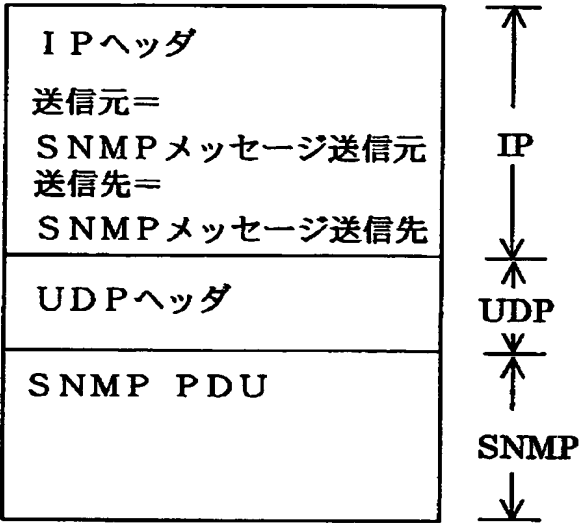 IPヘッダ
送信元=
SNMPメッセージ送信元
送信先=
SNMPメッセージ送信先
IP
UDPヘッダ
UDP
SNMP PDU
SNMP